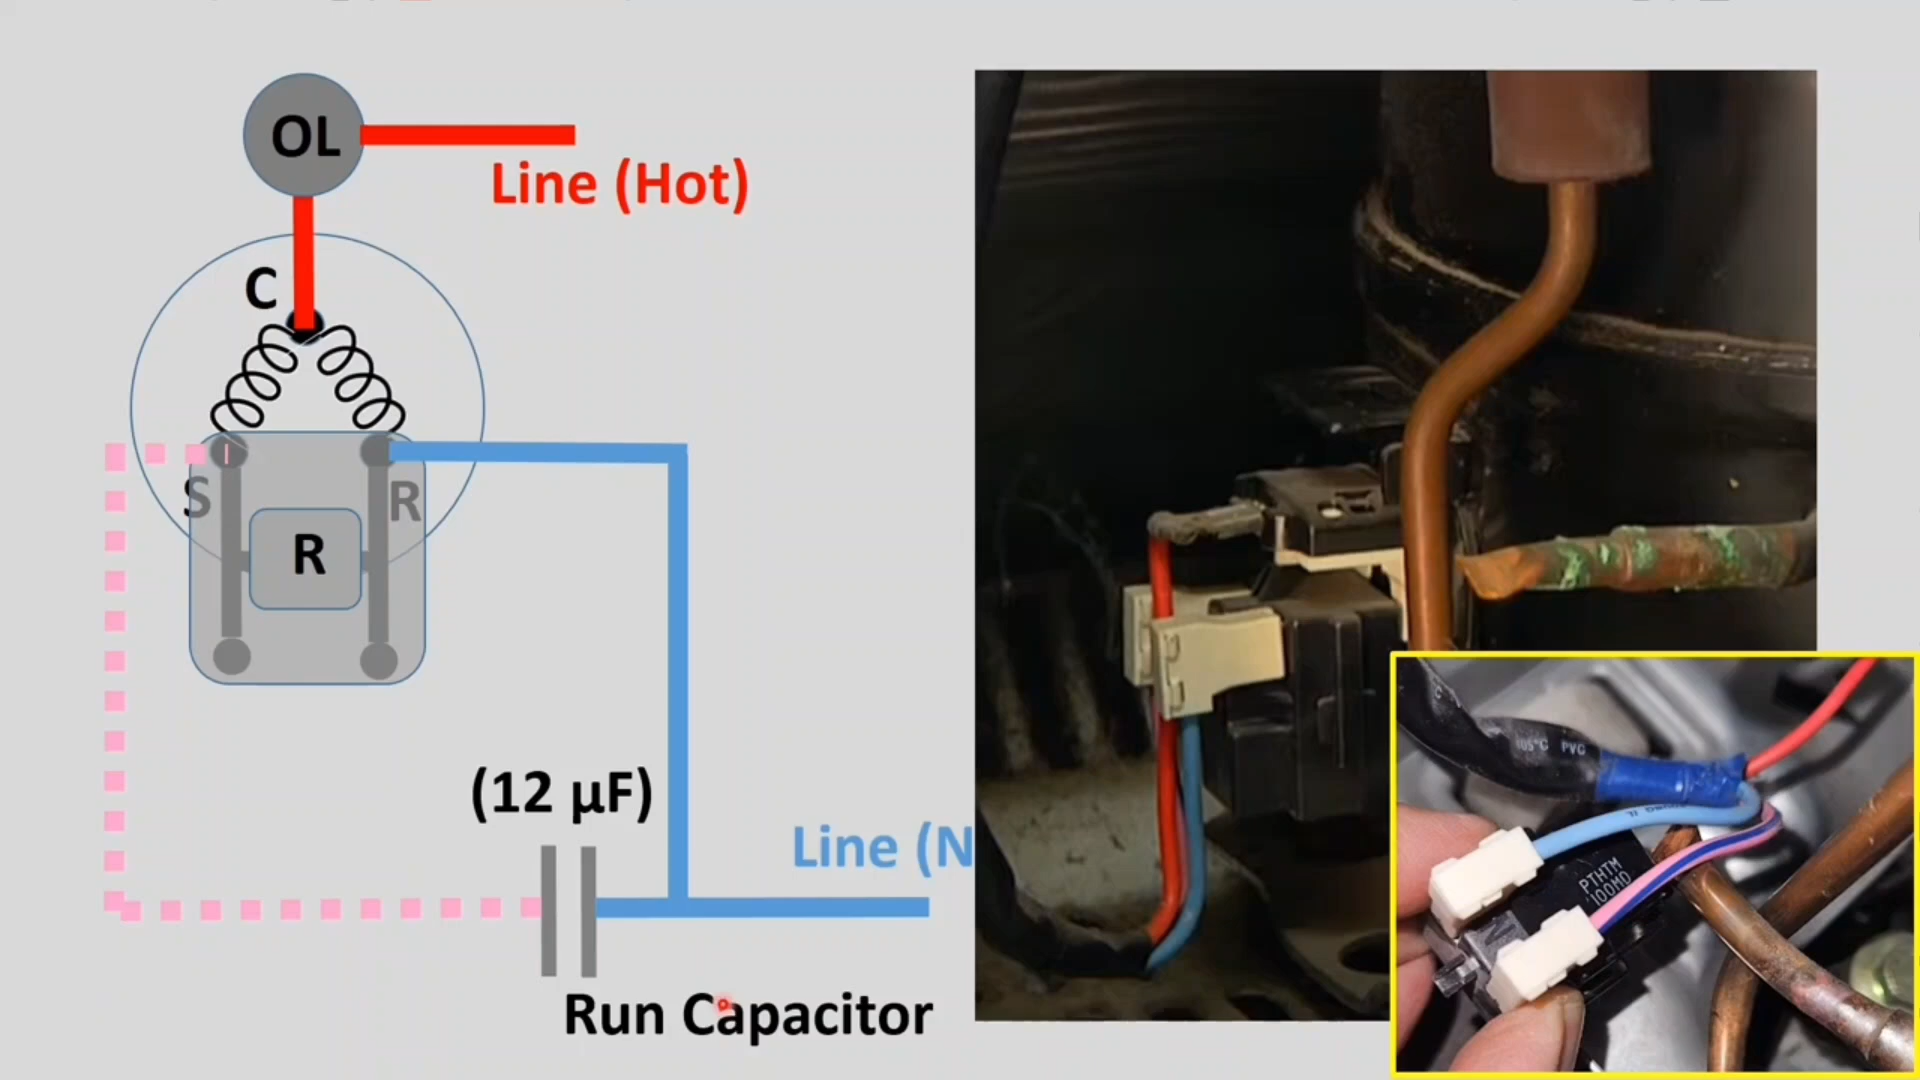 OL
Line (Hot)
C
S
R
R
(12 µF)
Line (N
Run Capacitor
105°C PVC
PTHTM
100MD